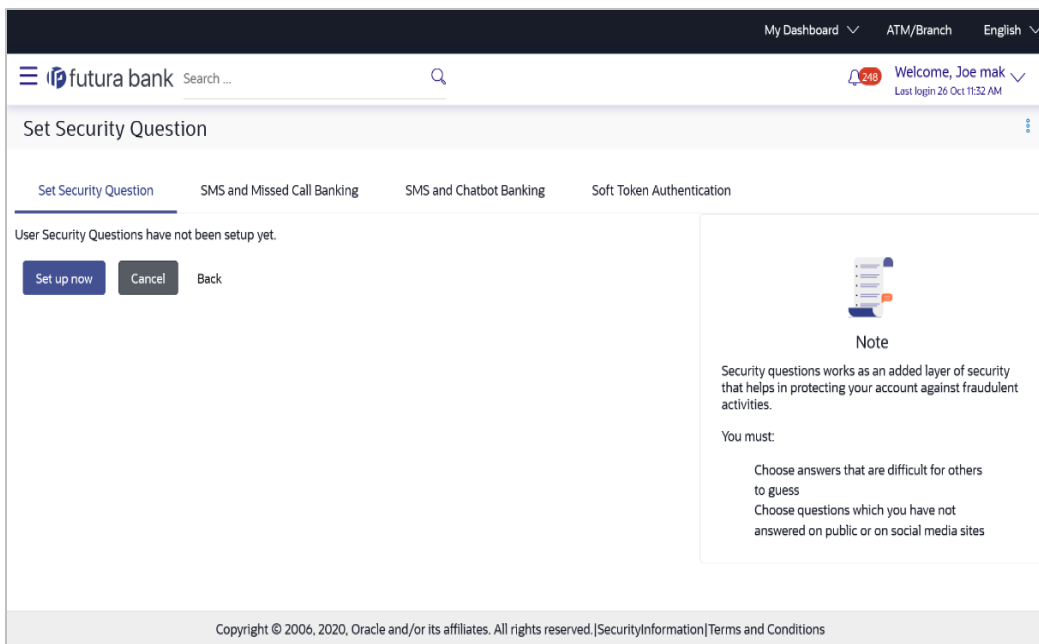 My Dashboard ATM/Branch English
futura bank Search ... 248 Welcome, Joe mak
Last login 26 Oct 11:32 AM
Set Security Question
Set Security Question SMS and Missed Call Banking SMS and Chatbot Banking Soft Token Authentication
User Security Questions have not been setup yet.
Set up now Cancel Back
Note
Security questions works as an added layer of security
that helps in protecting your account against fraudulent
activities.
You must:
Choose answers that are difficult for others
to guess
Choose questions which you have not
answered on public or on social media sites
Copyright © 2006, 2020, Oracle and/or its affiliates. All rights reserved.|SecurityInformation|Terms and Conditions